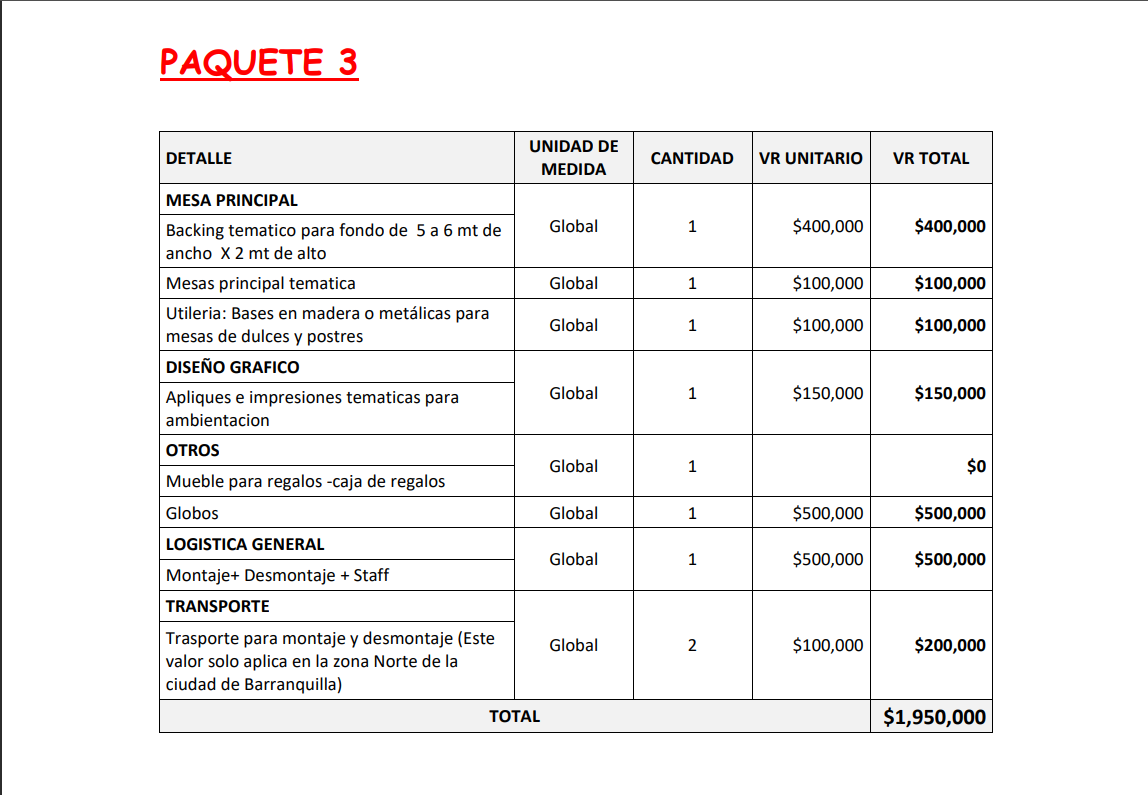 PAQUETE 3
DETALLE UNIDAD DE MEDIDA CANTIDAD VR UNITARIO VR TOTAL
MESA PRINCIPAL
Backing tematico para fondo de 5 a 6 mt de
ancho X 2 mt de alto
Global 1 $400,000 $400,000
Mesas principal tematica Global 1 $100,000 $100,000
Utileria: Bases en madera o metálicas para
mesas de dulces y postres
Global 1 $100,000 $100,000
DISEÑO GRAFICO
Apliques e impresiones tematicas para
ambientacion
Global 1 $150,000 $150,000
OTROS
Mueble para regalos -caja de regalos
Global 1 $0
Globos Global 1 $500,000 $500,000
LOGISTICA GENERAL
Montaje+ Desmontaje + Staff
Global 1 $500,000 $500,000
TRANSPORTE
Trasporte para montaje y desmontaje (Este
valor solo aplica en la zona Norte de la
ciudad de Barranquilla)
Global 2 $100,000 $200,000
TOTAL $1,950,000